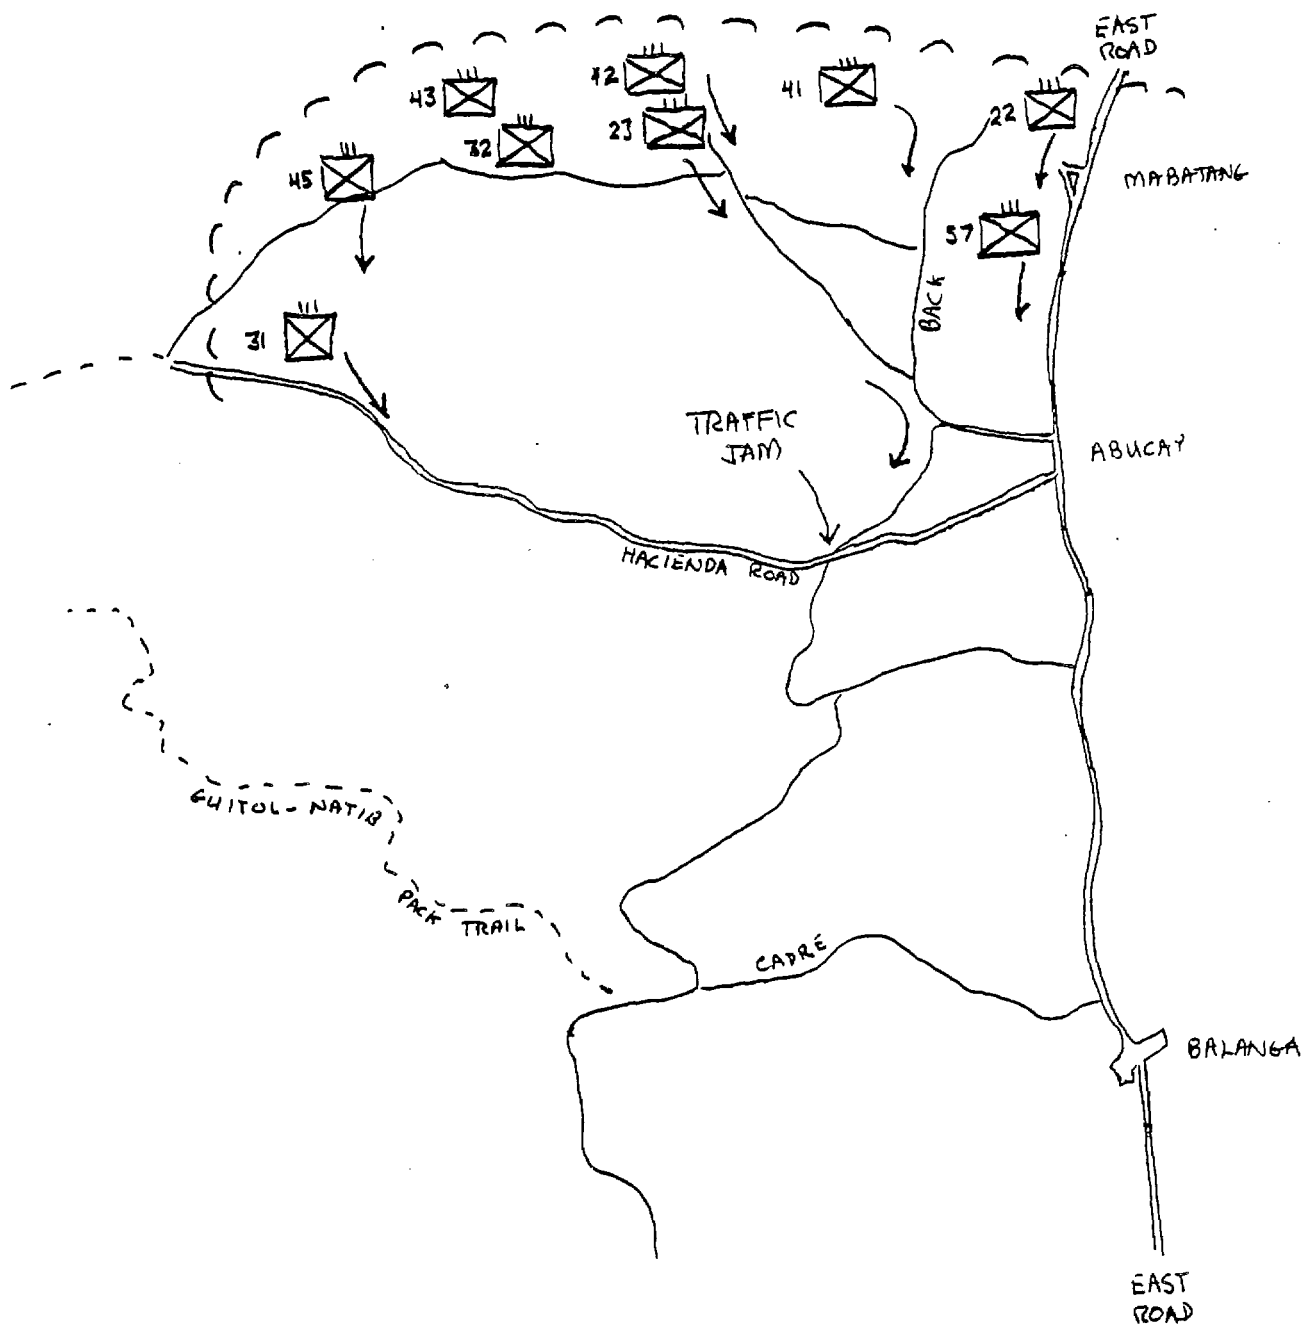 EAST
ROAD
42
43
41
22
23
32
45
MABATANG
57
BACK
31
TRAFFIC
JAM
ABUCAY
HACIENDA ROAD
GUITOL-NATIB
PACK TRAIL
CADRE
BALANGA
EAST
ROAD